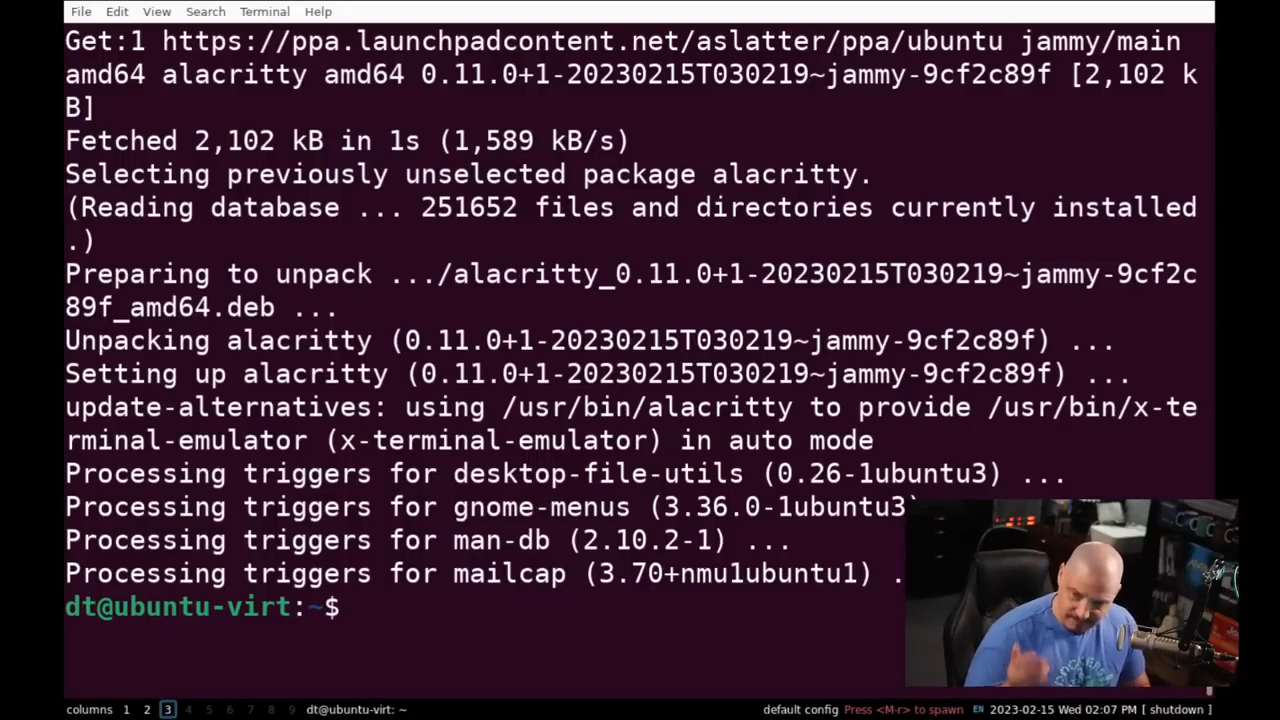 File Edit View Search Terminal Help
Get:1 https://ppa.launchpadcontent.net/aslatter/ppa/ubuntu jammy/main
amd64 alacritty amd64 0.11.0+1-20230215T030219~jammy-9cf2c89f [2,102 k
B]
Fetched 2,102 kB in 1s (1,589 kB/s)
Selecting previously unselected package alacritty.
(Reading database ... 251652 files and directories currently installed
.)
Preparing to unpack .../alacritty_0.11.0+1-20230215T030219~jammy-9cf2c
89f_amd64.deb ...
Unpacking alacritty (0.11.0+1-20230215T030219~jammy-9cf2c89f) ...
Setting up alacritty (0.11.0+1-20230215T030219~jammy-9cf2c89f) ...
update-alternatives: using /usr/bin/alacritty to provide /usr/bin/x-te
rminal-emulator (x-terminal-emulator) in auto mode
Processing triggers for desktop-file-utils (0.26-1ubuntu3) ...
Processing triggers for gnome-menus (3.36.0-1ubuntu3)
Processing triggers for man-db (2.10.2-1) ...
Processing triggers for mailcap (3.70+nmu1ubuntu1) .
dt@ubuntu-virt:~$
columns 1 2 3 4 5 6 7 8 9 dt@ubuntu-virt: ~ default config Press <M-r> to spawn EN 2023-02-15 Wed 02:07 PM [ shutdown ]